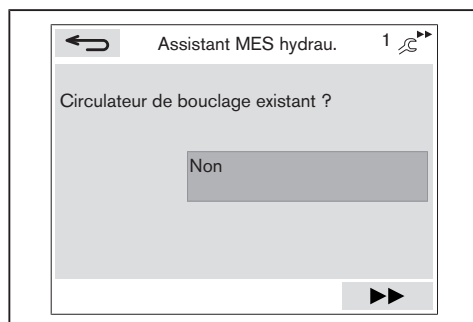 Assistant MES hydrau. 1
Circulateur de bouclage existant ?
Non